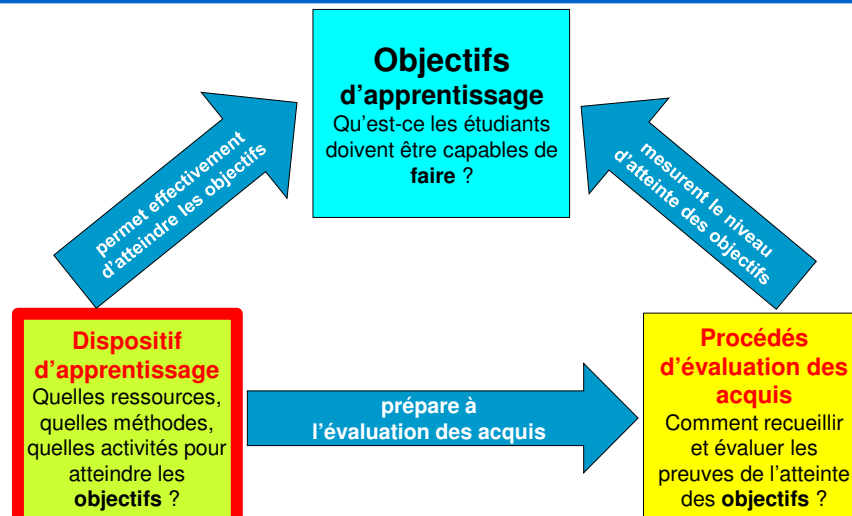 Objectifs
d’apprentissage
Qu’est-ce les étudiants
doivent être capables de
faire ?
permet effectivement
d’atteindre les objectifs
mesurent le niveau
d’atteinte des objectifs
Dispositif
d’apprentissage
Quelles ressources,
quelles méthodes,
quelles activités pour
atteindre les
objectifs ?
prépare à
l’évaluation des acquis
Procédés
d’évaluation des
acquis
Comment recueillir
et évaluer les
preuves de l’atteinte
des objectifs ?